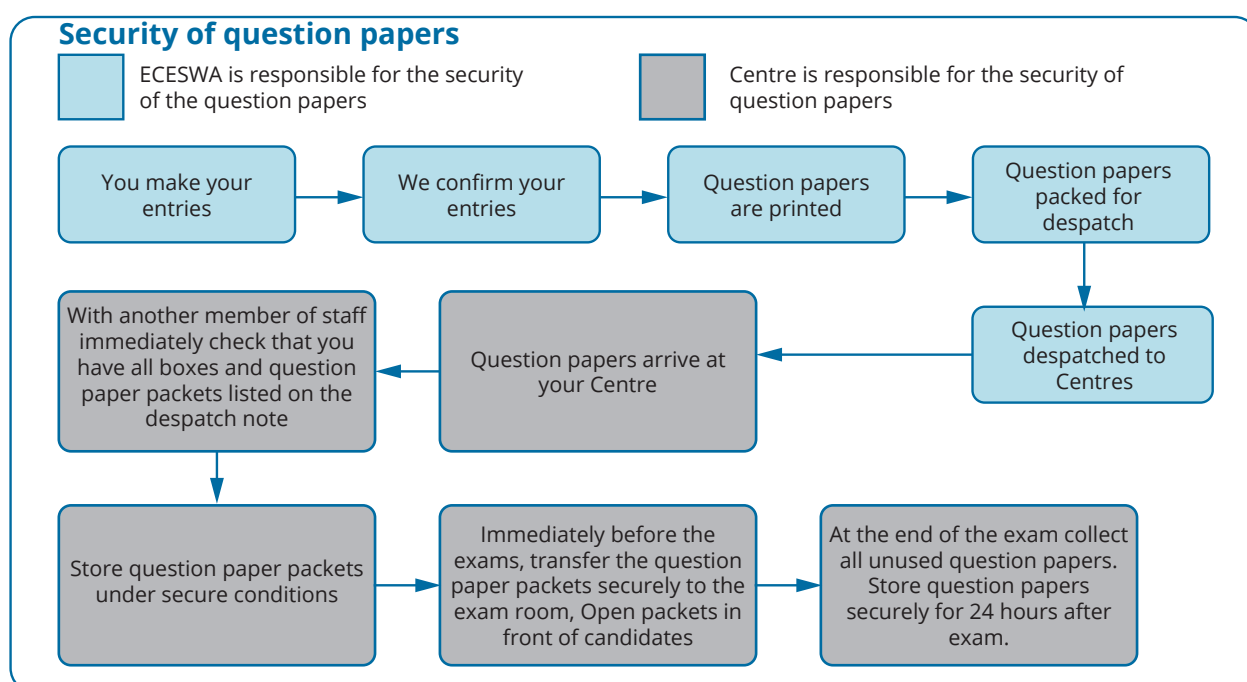 Security of question papers
ECESWA is responsible for the security
of the question papers
Centre is responsible for the security of
question papers
You make your
entries
We confirm your
entries
Question papers
are printed
Question papers
packed for
despatch
Question papers
despatched to
Centres
Question papers arrive at
your Centre
With another member of staff
immediately check that you
have all boxes and question
paper packets listed on the
despatch note
Store question paper packets
under secure conditions
Immediately before the
exams, transfer the question
paper packets securely to the
exam room, Open packets in
front of candidates
At the end of the exam collect
all unused question papers.
Store question papers
securely for 24 hours after
exam.